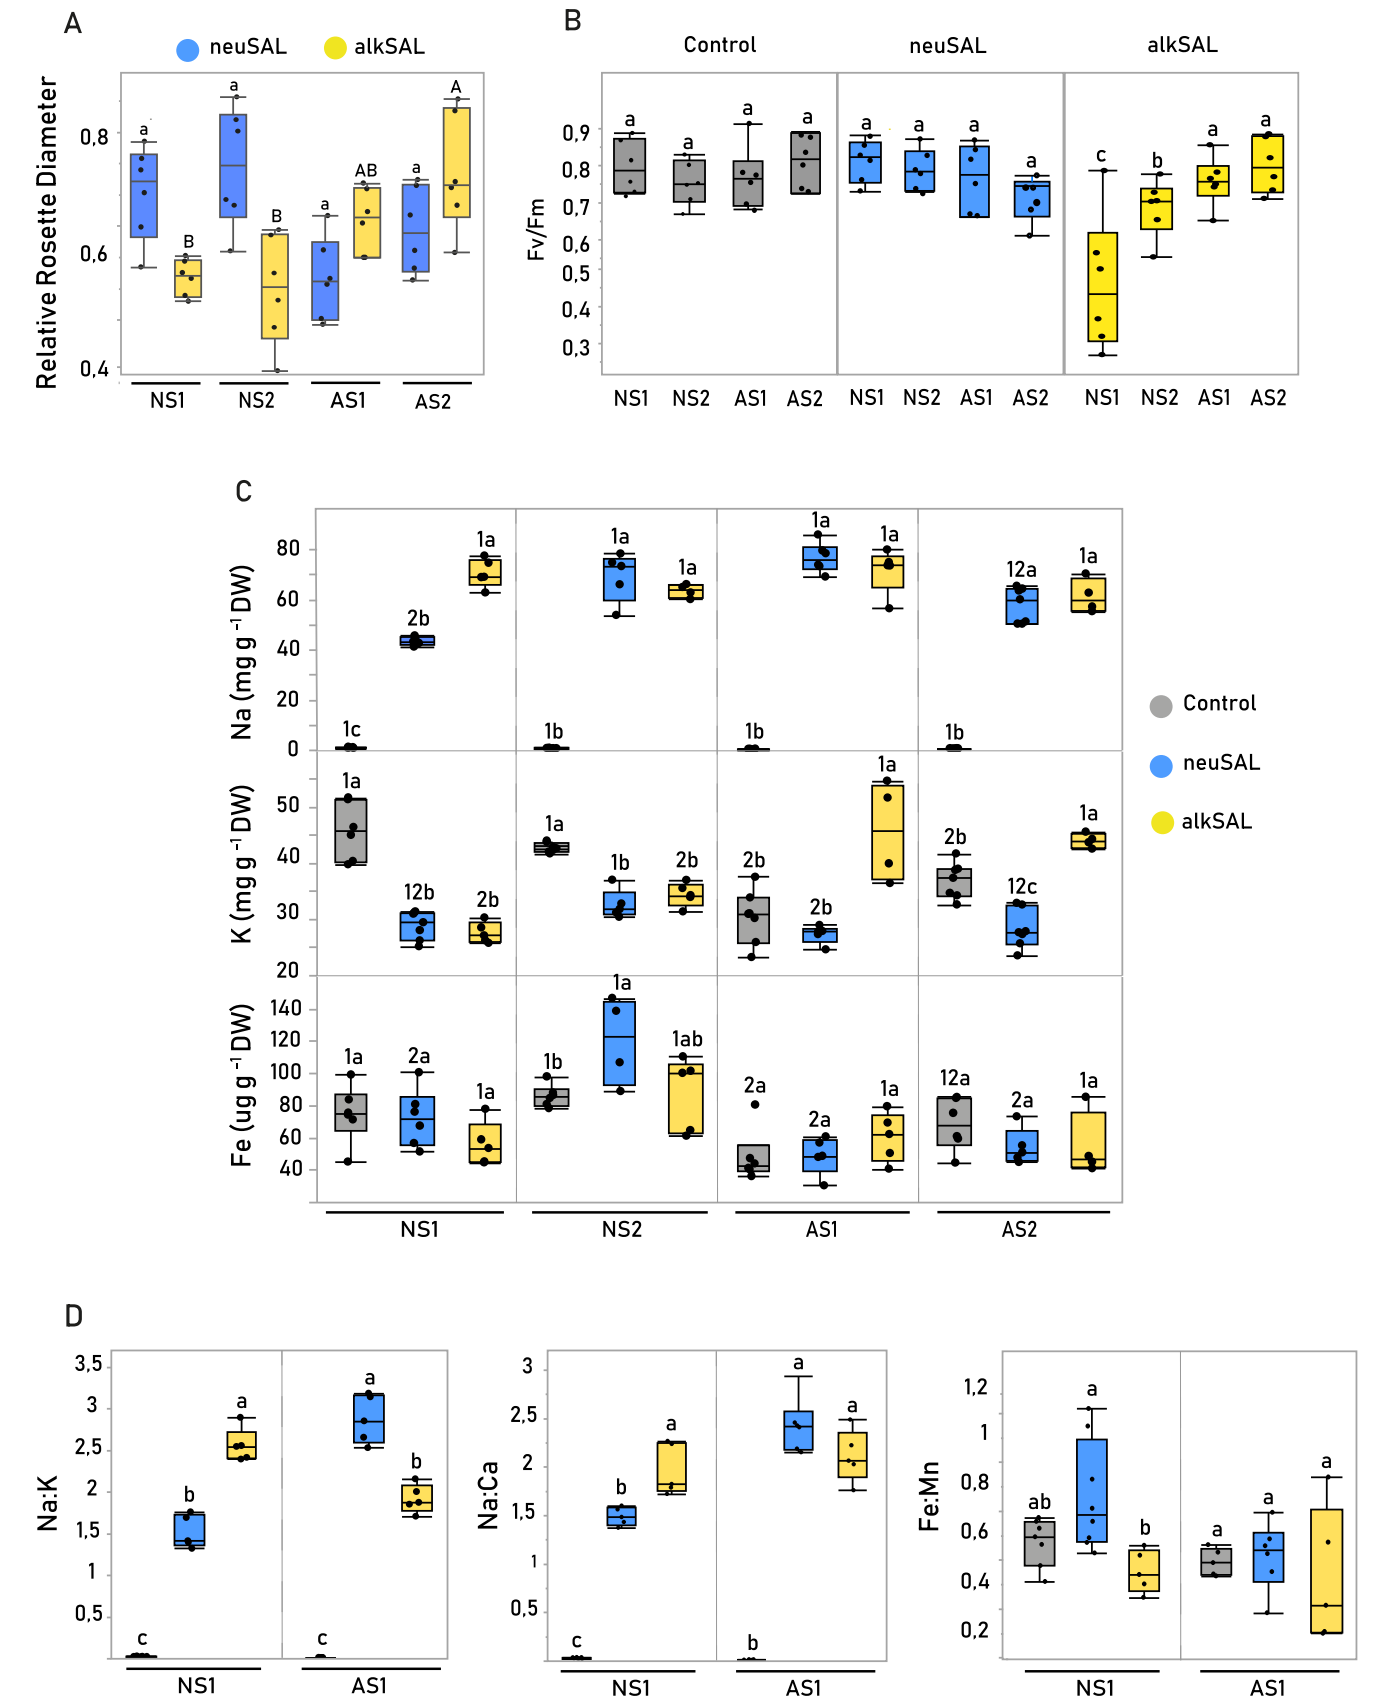 A
neuSAL alkSAL
Relative Rosette Diameter
0,8
0,6
0,4
a B a B a AB a A
NS1 NS2 AS1 AS2
B
Control neuSAL alkSAL
Fv/Fm
0,9
0,8
0,7
0,6
0,5
0,4
0,3
a a a a a a a a c b a a
NS1 NS2 AS1 AS2 NS1 NS2 AS1 AS2 NS1 NS2 AS1 AS2
C
Na (mg g⁻¹ DW)
80
60
40
20
0
1c 2b 1a 1b 1a 1a 1b 1a 1a 1b 12a 1a
K (mg g⁻¹ DW)
50
40
30
20
1a 12b 2b 1a 1b 2b 2b 2b 1a 2b 12c 1a
Fe (ug g⁻¹ DW)
140
120
100
80
60
40
1a 2a 1a 1b 1a 1ab 2a 2a 1a 12a 2a 1a
NS1 NS2 AS1 AS2
Control
neuSAL
alkSAL
D
Na:K
3,5
3
2,5
2
1,5
1
0,5
c b a c a b
NS1 AS1
Na:Ca
3
2,5
2
1,5
1
0,5
c b a b a a
NS1 AS1
Fe:Mn
1,2
1
0,8
0,6
0,4
0,2
ab a b a a a
NS1 AS1